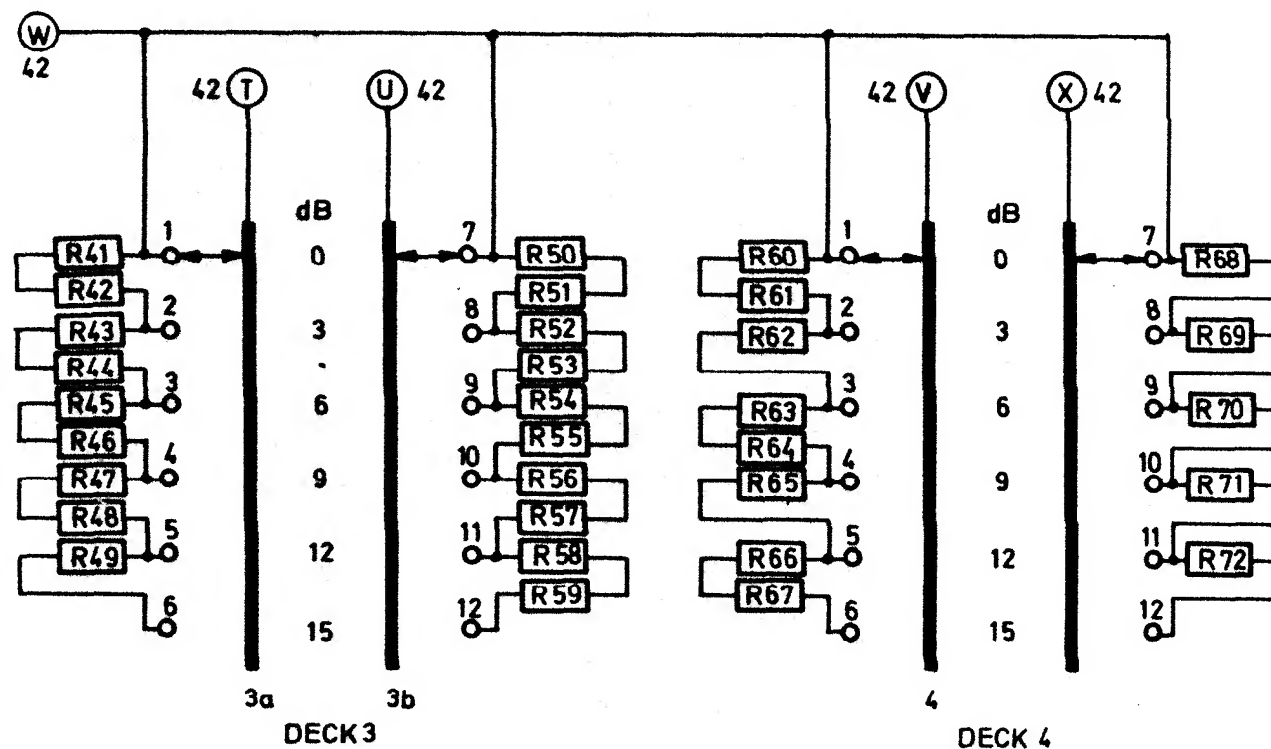 W
42
42 T
U 42
42 V
X 42
dB
dB
1
7
1
7
R41
0
R50
R60
0
R68
R42
R51
R61
2
8
2
8
R43
3
R52
R62
3
R69
R44
R53
3
9
3
9
R45
6
R54
R63
6
R70
R46
R55
R64
4
10
4
10
R47
9
R56
R65
9
R71
R48
R57
5
11
5
11
R49
12
R58
R66
12
R72
R59
R67
6
12
6
12
15
15
3a
3b
4
DECK 3
DECK 4